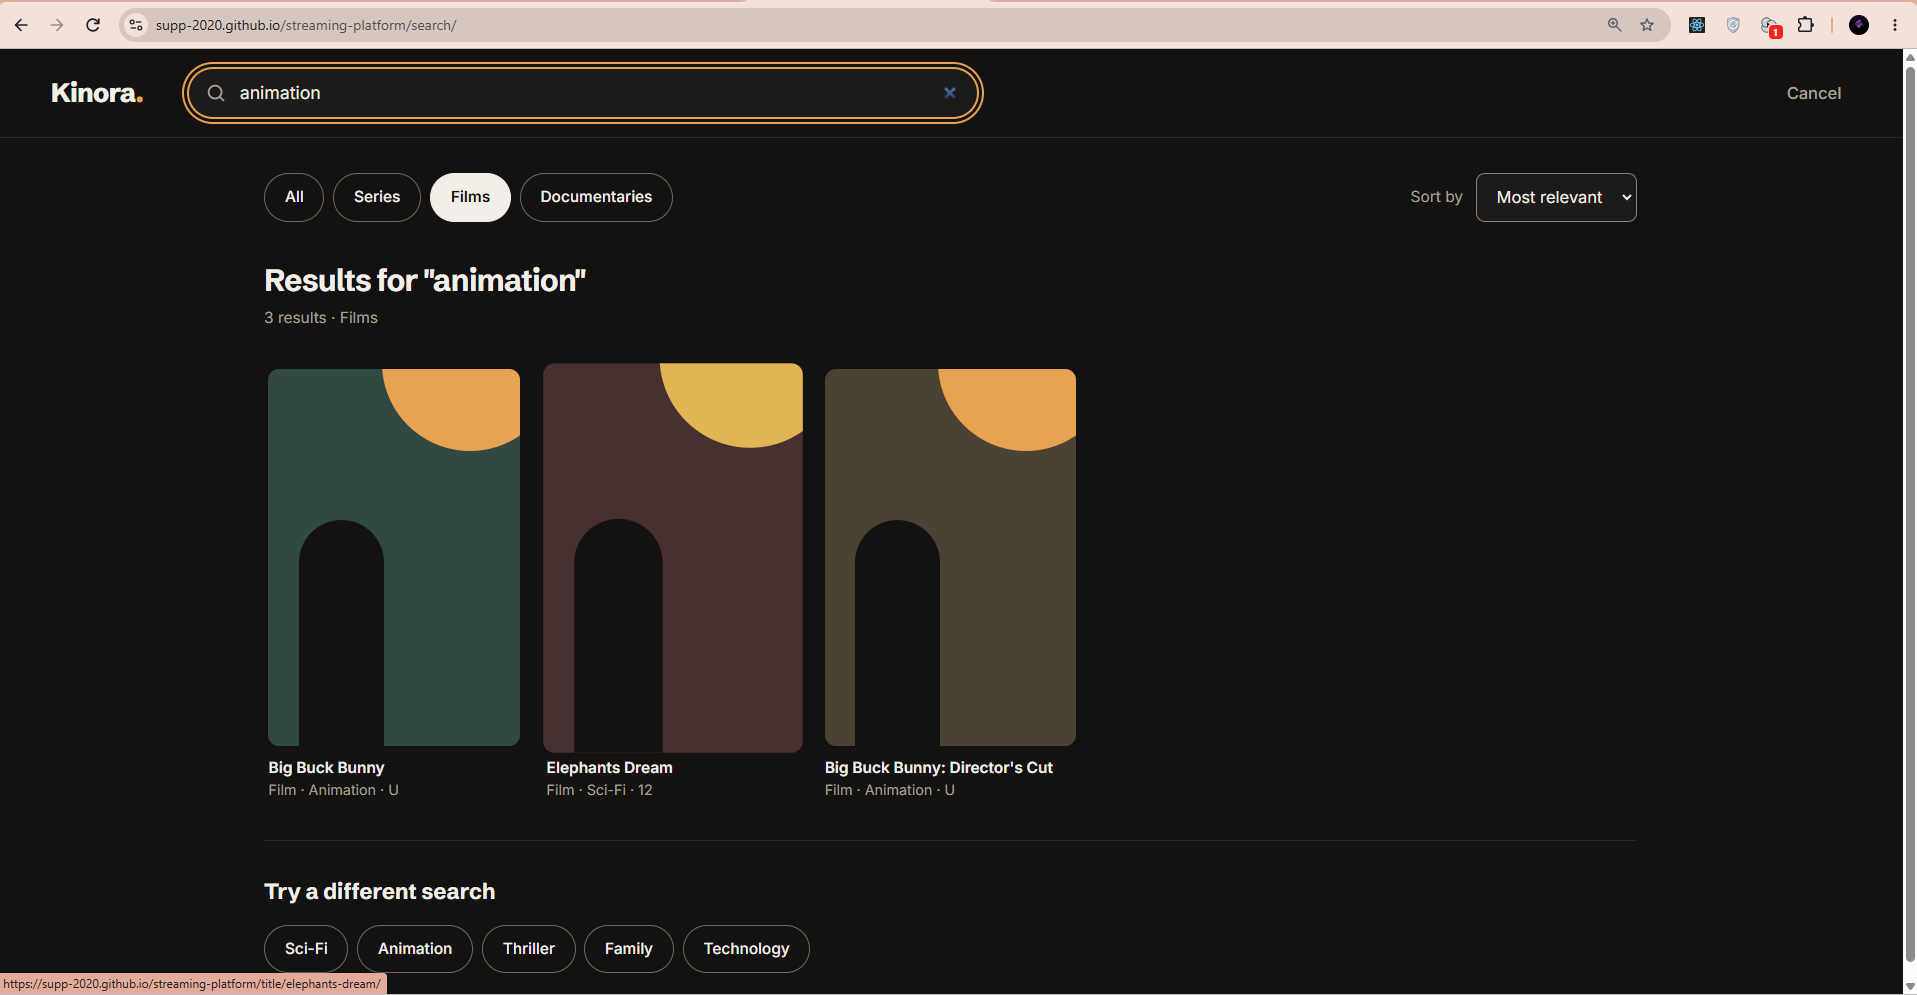 supp-2020.github.io/streaming-platform/search/
1
Kinora.
animation
Cancel
All
Series
Films
Documentaries
Sort by
Most relevant
Results for "animation"
3 results · Films
Big Buck Bunny
Film · Animation · U
Elephants Dream
Film · Sci-Fi · 12
Big Buck Bunny: Director's Cut
Film · Animation · U
Try a different search
Sci-Fi
Animation
Thriller
Family
Technology
https://supp-2020.github.io/streaming-platform/title/elephants-dream/